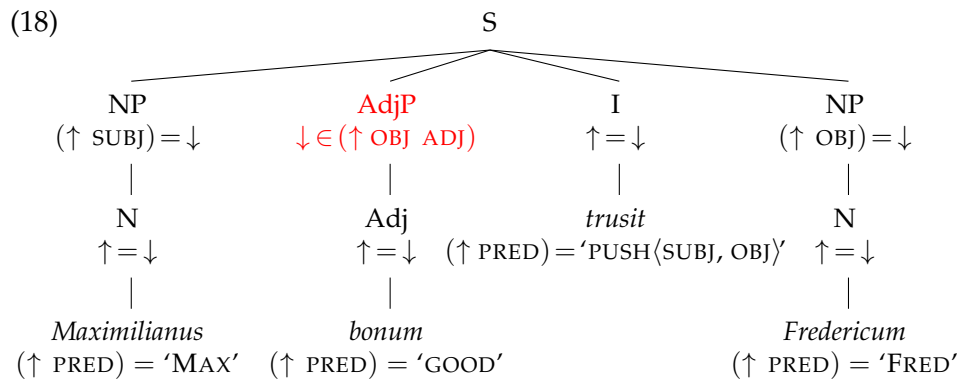 (18) S
NP AdjP I NP
(↑ SUBJ) = ↓ ↓ ∈ (↑ OBJ ADJ) ↑ = ↓ (↑ OBJ) = ↓
N Adj trusit N
↑ = ↓ ↑ = ↓ (↑ PRED) = ‘PUSH⟨SUBJ, OBJ⟩’ ↑ = ↓
Maximilianus bonum Fredericum
(↑ PRED) = ‘MAX’ (↑ PRED) = ‘GOOD’ (↑ PRED) = ‘FRED’